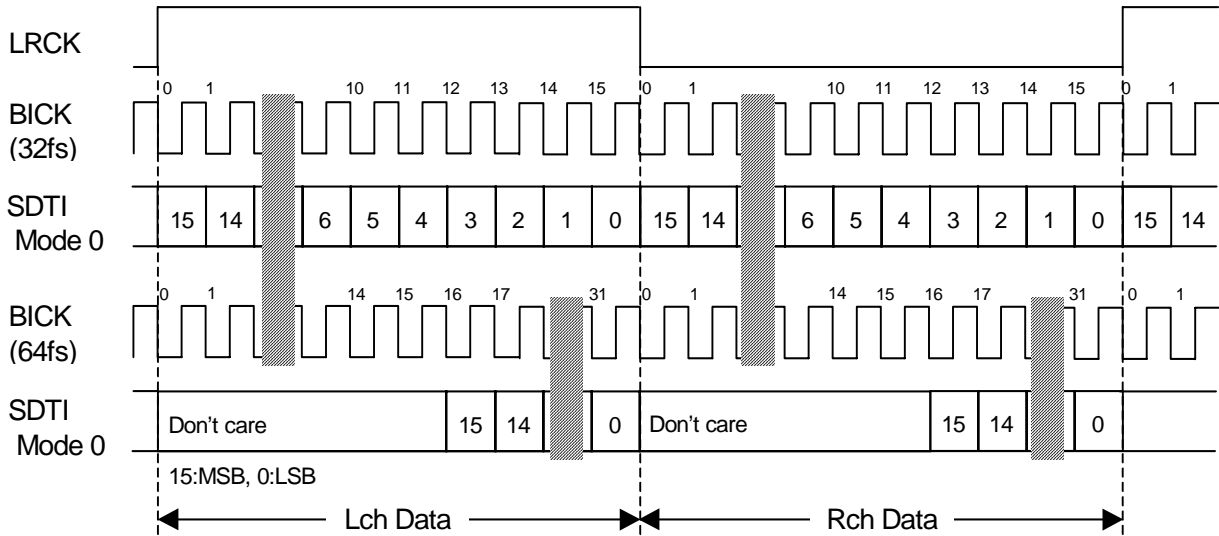 LRCK
0 1 10 11 12 13 14 15 0 1 10 11 12 13 14 15 0 1
BICK
(32fs)
SDTI
Mode 0
15 14 6 5 4 3 2 1 0 15 14 6 5 4 3 2 1 0 15 14
0 1 14 15 16 17 31 0 1 14 15 16 17 31 0 1
BICK
(64fs)
SDTI
Mode 0
Don't care 15 14 0 Don't care 15 14 0
15:MSB, 0:LSB
Lch Data Rch Data